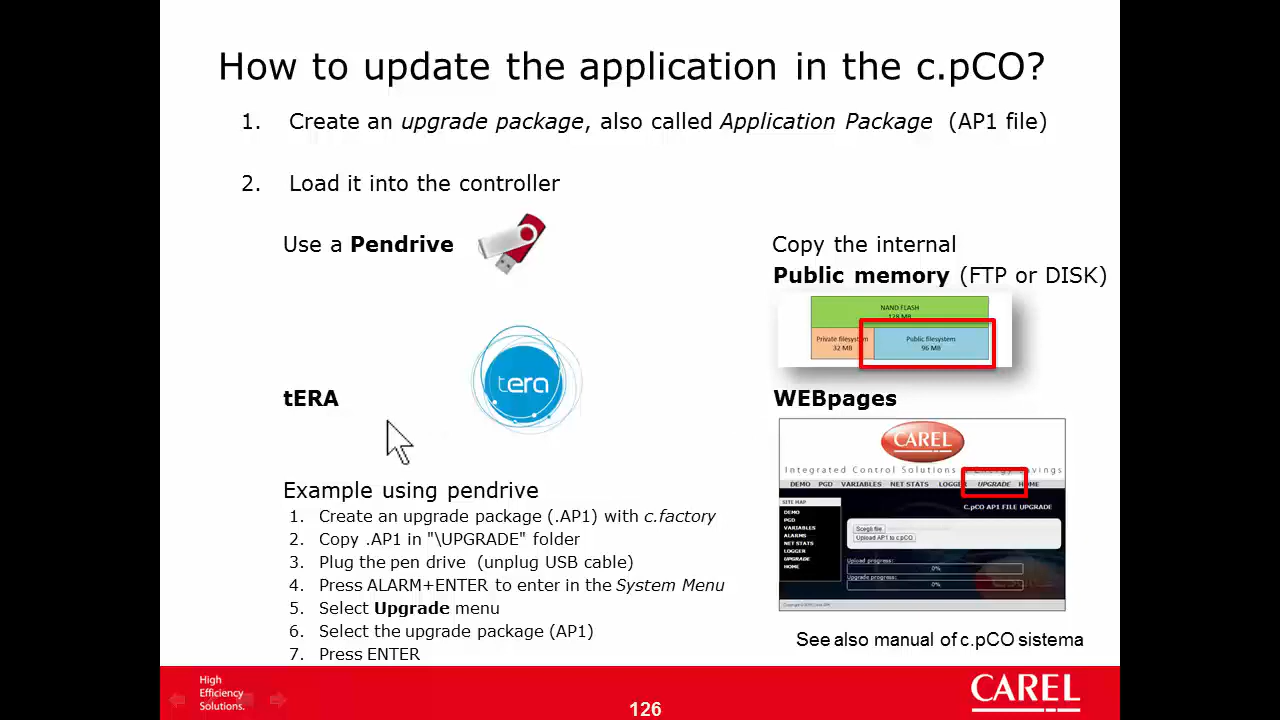 How to update the application in the c.pCO?
1. Create an upgrade package, also called Application Package (AP1 file)
2. Load it into the controller
Use a Pendrive
Copy the internal
Public memory (FTP or DISK)
NAND FLASH
128 MB
Private filesystem
32 MB
Public filesystem
96 MB
tERA
tera
WEBpages
CAREL
Integrated Control Solutions & Energy Savings
DEMO PGD VARIABLES NET STATS LOGGER UPGRADE HOME
SITE MAP
DEMO
PGD
VARIABLES
ALARMS
NET STATS
LOGGER
UPGRADE
HOME
C.pCO AP1 FILE UPGRADE
Scegli file
Upload AP1 to c.pCO
Upload progress:
0%
Upgrade progress:
0%
Example using pendrive
1. Create an upgrade package (.AP1) with c.factory
2. Copy .AP1 in "\UPGRADE" folder
3. Plug the pen drive (unplug USB cable)
4. Press ALARM+ENTER to enter in the System Menu
5. Select Upgrade menu
6. Select the upgrade package (AP1)
7. Press ENTER
See also manual of c.pCO sistema
High
Efficiency
Solutions.
126
CAREL